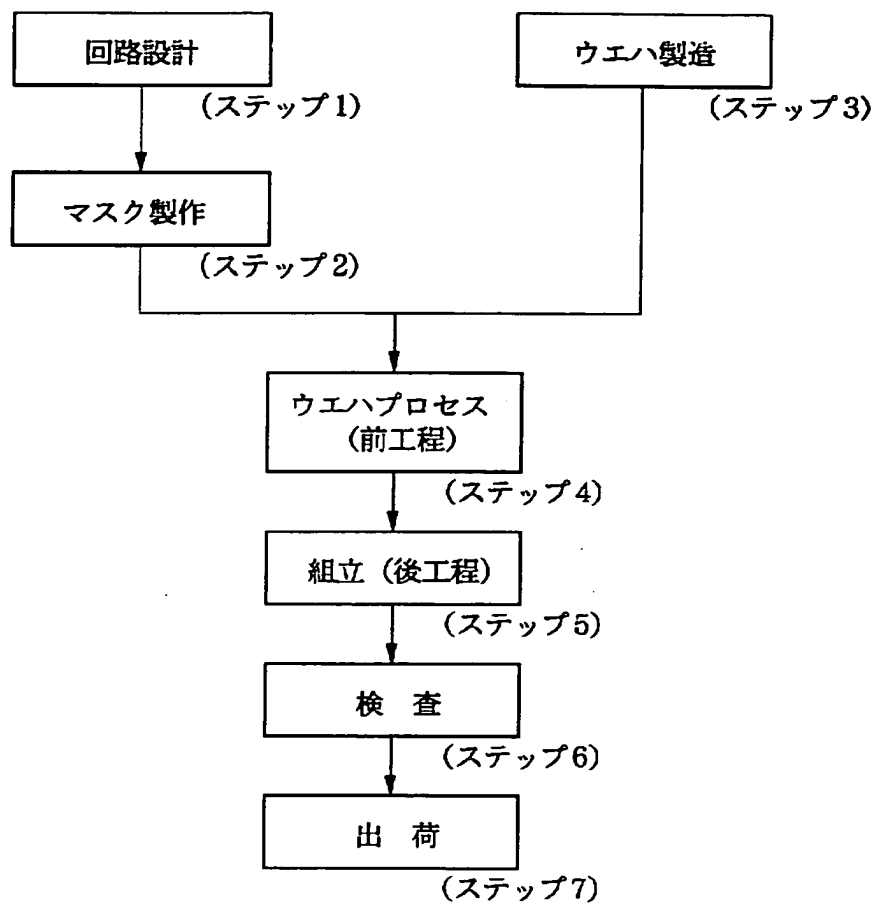 回路設計
(ステップ1)
ウエハ製造
(ステップ3)
マスク製作
(ステップ2)
ウエハプロセス
(前工程)
(ステップ4)
組立(後工程)
(ステップ5)
検　査
(ステップ6)
出　荷
(ステップ7)